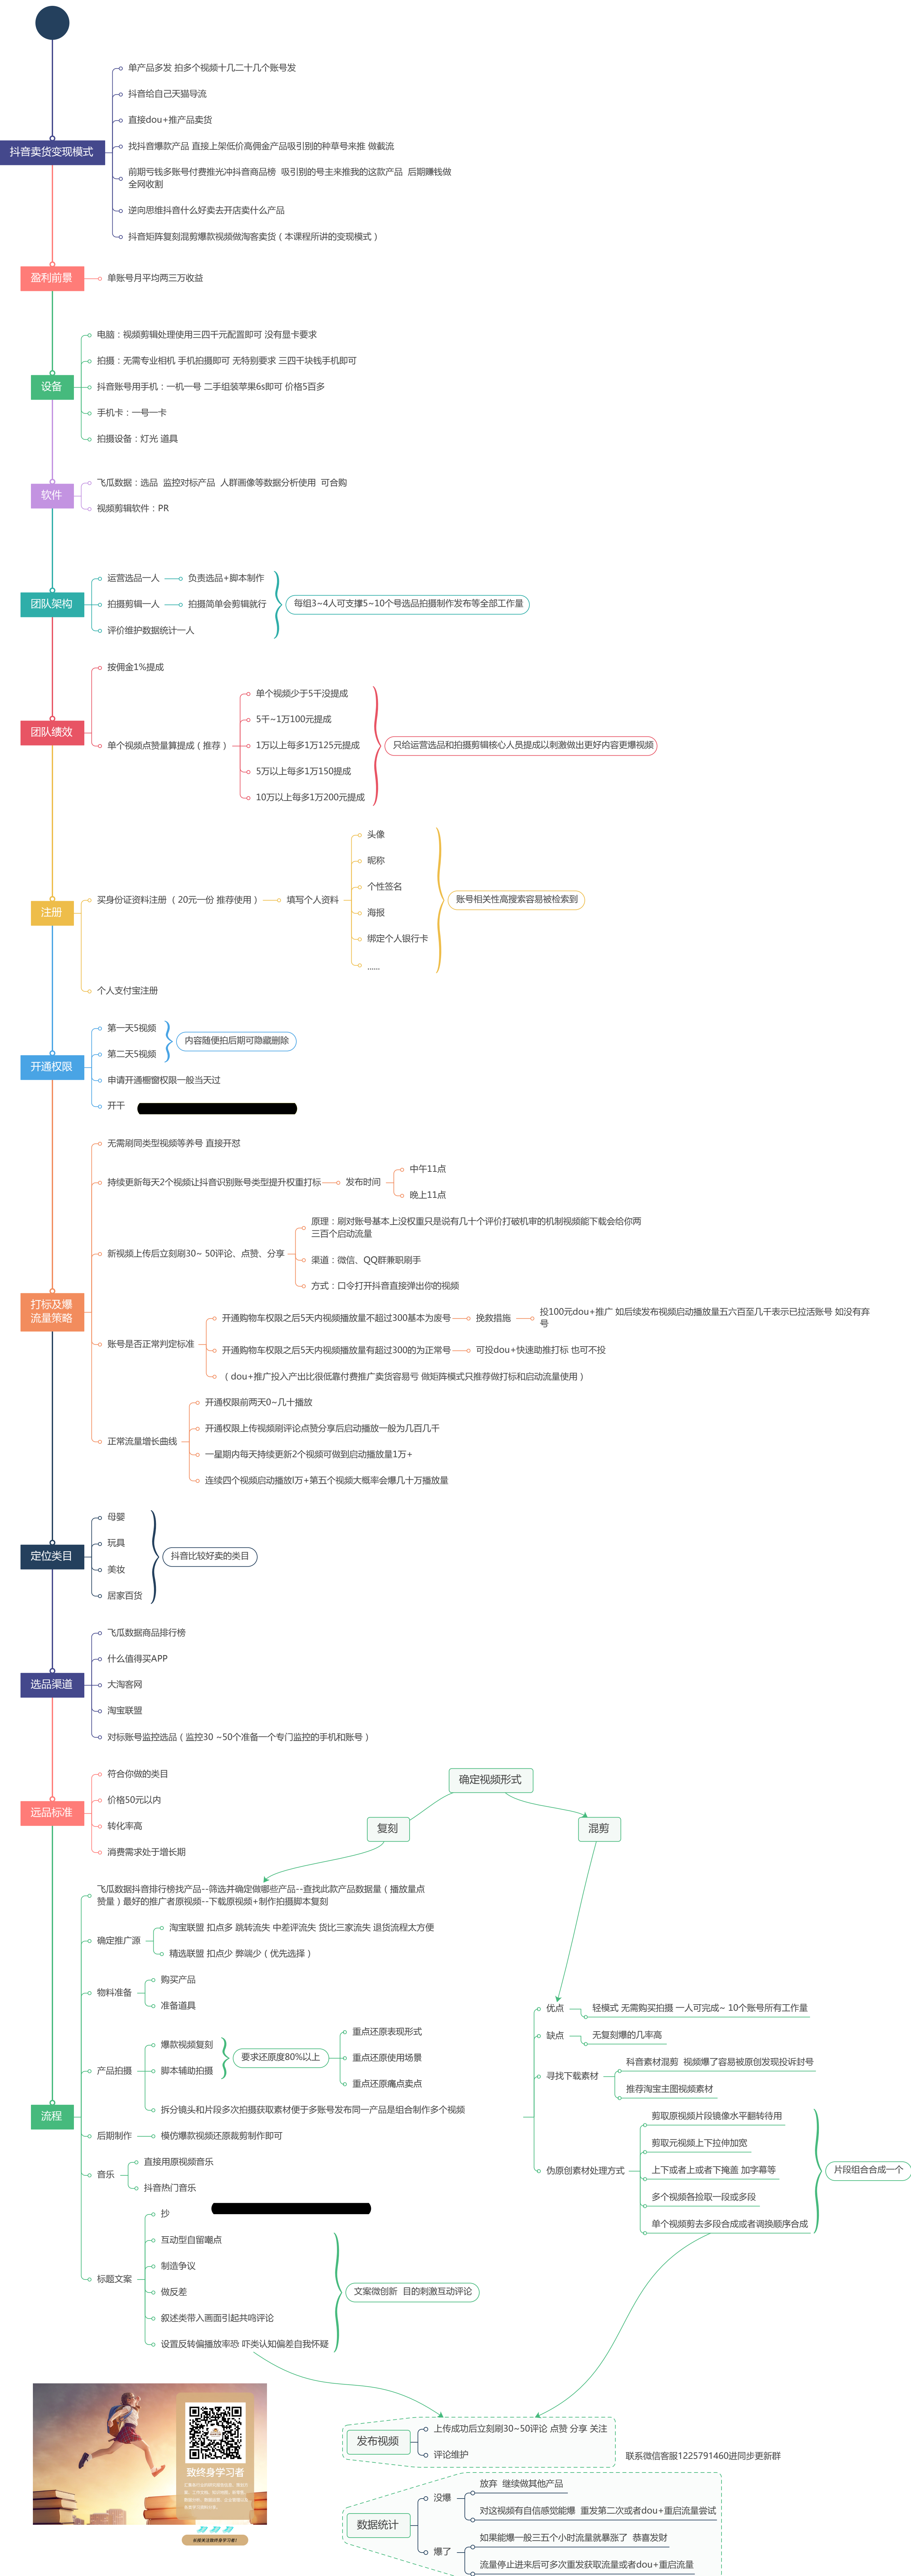 抖音卖货变现模式
单产品多发 拍多个视频十几二十几个账号发
抖音给自己天猫导流
直接dou+推产品卖货
找抖音爆款产品 直接上架低价高佣金产品吸引别的种草号来推 做截流
前期亏钱多账号付费推光冲抖音商品榜 吸引别的号主来推我的这款产品 后期赚钱做
全网收割
逆向思维抖音什么好卖去开店卖什么产品
抖音矩阵复刻混剪爆款视频做淘客卖货（本课程所讲的变现模式）
盈利前景
单账号月平均两三万收益
设备
电脑：视频剪辑处理使用三四千元配置即可 没有显卡要求
拍摄：无需专业相机 手机拍摄即可 无特别要求 三四千块钱手机即可
抖音账号用手机：一机一号 二手组装苹果6s即可 价格5百多
手机卡：一号一卡
拍摄设备：灯光 道具
软件
飞瓜数据：选品 监控对标产品 人群画像等数据分析使用 可合购
视频剪辑软件：PR
团队架构
运营选品一人
负责选品+脚本制作
拍摄剪辑一人
拍摄简单会剪辑就行
评价维护数据统计一人
每组3~4人可支撑5~10个号选品拍摄制作发布等全部工作量
团队绩效
按佣金1%提成
单个视频点赞量算提成（推荐）
单个视频少于5干没提成
5干~1万100元提成
1万以上每多1万125元提成
5万以上每多1万150提成
10万以上每多1万200元提成
只给运营选品和拍摄剪辑核心人员提成以刺激做出更好内容更爆视频
注册
买身份证资料注册 （20元一份 推荐使用）
填写个人资料
头像
昵称
个性签名
海报
绑定个人银行卡
......
账号相关性高搜索容易被检索到
个人支付宝注册
开通权限
第一天5视频
第二天5视频
内容随便拍后期可隐藏删除
申请开通橱窗权限一般当天过
开干
打标及爆
流量策略
无需刷同类型视频等养号 直接开怼
持续更新每天2个视频让抖音识别账号类型提升权重打标
发布时间
中午11点
晚上11点
新视频上传后立刻刷30~ 50评论、点赞、分享
原理：刷对账号基本上没权重只是说有几十个评价打破机审的机制视频能下载会给你两
三百个启动流量
渠道：微信、QQ群兼职刷手
方式：口令打开抖音直接弹出你的视频
账号是否正常判定标准
开通购物车权限之后5天内视频播放量不超过300基本为废号
挽救措施
投100元dou+推广 如后续发布视频启动播放量五六百至几干表示已拉活账号 如没有弃
号
开通购物车权限之后5天内视频播放量有超过300的为正常号
可投dou+快速助推打标 也可不投
（dou+推广投入产出比很低靠付费推广卖货容易亏 做矩阵模式只推荐做打标和启动流量使用）
正常流量增长曲线
开通权限前两天0~几十播放
开通权限上传视频刷评论点赞分享后启动播放一般为几百几干
一星期内每天持续更新2个视频可做到启动播放量1万+
连续四个视频启动播放l万+第五个视频大概率会爆几十万播放量
定位类目
母婴
玩具
美妆
居家百货
抖音比较好卖的类目
选品渠道
飞瓜数据商品排行榜
什么值得买APP
大淘客网
淘宝联盟
对标账号监控选品（监控30 ~50个准备一个专门监控的手机和账号）
远品标准
符合你做的类目
价格50元以内
转化率高
消费需求处于增长期
确定视频形式
复刻
混剪
流程
飞瓜数据抖音排行榜找产品--筛选并确定做哪些产品--查找此款产品数据量（播放量点
赞量）最好的推广者原视频--下载原视频+制作拍摄脚本复刻
确定推广源
淘宝联盟 扣点多 跳转流失 中差评流失 货比三家流失 退货流程太方便
精选联盟 扣点少 弊端少（优先选择）
物料准备
购买产品
准备道具
产品拍摄
爆款视频复刻
脚本辅助拍摄
要求还原度80%以上
重点还原表现形式
重点还原使用场景
重点还原痛点卖点
拆分镜头和片段多次拍摄获取素材便于多账号发布同一产品是组合制作多个视频
后期制作
模仿爆款视频还原裁剪制作即可
音乐
直接用原视频音乐
抖音热门音乐
标题文案
抄
互动型自留嘲点
制造争议
做反差
叙述类带入画面引起共鸣评论
设置反转偏播放率恐 吓类认知偏差自我怀疑
文案微创新 目的刺激互动评论
优点
轻模式 无需购买拍摄 一人可完成~ 10个账号所有工作量
缺点
无复刻爆的几率高
寻找下载素材
科音素材混剪 视频爆了容易被原创发现投诉封号
推荐淘宝主图视频素材
伪原创素材处理方式
剪取原视频片段镜像水平翻转待用
剪取元视频上下拉伸加宽
上下或者上或者下掩盖 加字幕等
多个视频各捡取一段或多段
单个视频剪去多段合成或者调换顺序合成
片段组合合成一个
致终身学习者
长按关注致终身学习者！
发布视频
上传成功后立刻刷30~50评论 点赞 分享 关注
评论维护
联系微信客服1225791460进同步更新群
数据统计
没爆
放弃 继续做其他产品
对这视频有自信感觉能爆 重发第二次或者dou+重启流量尝试
爆了
如果能爆一般三五个小时流量就暴涨了 恭喜发财
流量停止进来后可多次重发获取流量或者dou+重启流量